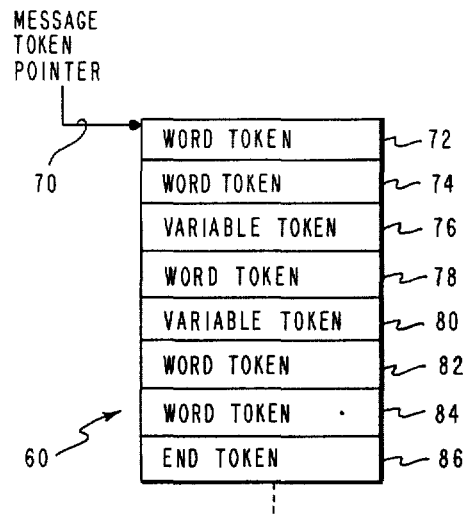 MESSAGE
TOKEN
POINTER
70
WORD TOKEN 72
WORD TOKEN 74
VARIABLE TOKEN 76
WORD TOKEN 78
VARIABLE TOKEN 80
WORD TOKEN 82
WORD TOKEN 84
END TOKEN 86
60